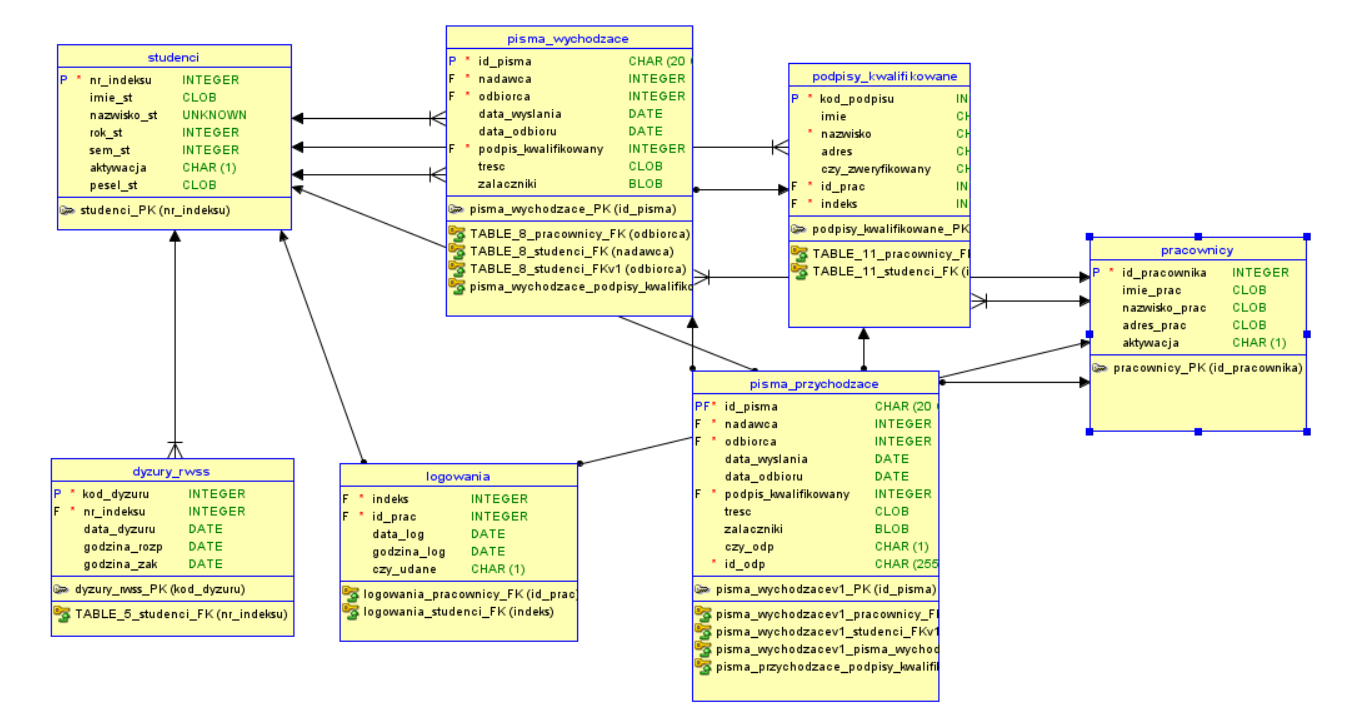 studenci
P * nr_indeksu INTEGER
imie_st CLOB
nazwisko_st UNKNOWN
rok_st INTEGER
sem_st INTEGER
aktywacja CHAR (1)
pesel_st CLOB
studenci_PK (nr_indeksu)
pisma_wychodzace
P * id_pisma CHAR (20
F * nadawca INTEGER
F * odbiorca INTEGER
data_wyslania DATE
data_odbioru DATE
F * podpis_kwalifikowany INTEGER
tresc CLOB
zalaczniki BLOB
pisma_wychodzace_PK (id_pisma)
TABLE_8_pracownicy_FK (odbiorca)
TABLE_8_studenci_FK (nadawca)
TABLE_8_studenci_FKv1 (odbiorca)
pisma_wychodzace_podpisy_kwalifiko
podpisy_kwalifikowane
P * kod_podpisu IN
imie CH
* nazwisko CH
adres CH
czy_zweryfikowany CH
F * id_prac IN
F * indeks IN
podpisy_kwalifikowane_PK
TABLE_11_pracownicy_F
TABLE_11_studenci_FK (i
pracownicy
P * id_pracownika INTEGER
imie_prac CLOB
nazwisko_prac CLOB
adres_prac CLOB
aktywacja CHAR (1)
pracownicy_PK (id_pracownika)
dyzury_rwss
P * kod_dyzuru INTEGER
F * nr_indeksu INTEGER
data_dyzuru DATE
godzina_rozp DATE
godzina_zak DATE
dyzury_rwss_PK (kod_dyzuru)
TABLE_5_studenci_FK (nr_indeksu)
logowania
F * indeks INTEGER
F * id_prac INTEGER
data_log DATE
godzina_log DATE
czy_udane CHAR (1)
logowania_pracownicy_FK (id_prac)
logowania_studenci_FK (indeks)
pisma_przychodzace
PF* id_pisma CHAR (20
F * nadawca INTEGER
F * odbiorca INTEGER
data_wyslania DATE
data_odbioru DATE
F * podpis_kwalifikowany INTEGER
tresc CLOB
zalaczniki BLOB
czy_odp CHAR (1)
* id_odp CHAR (255
pisma_wychodzacev1_PK (id_pisma)
pisma_wychodzacev1_pracownicy_F
pisma_wychodzacev1_studenci_FKv1
pisma_wychodzacev1_pisma_wychod
pisma_przychodzace_podpisy_kwalifi